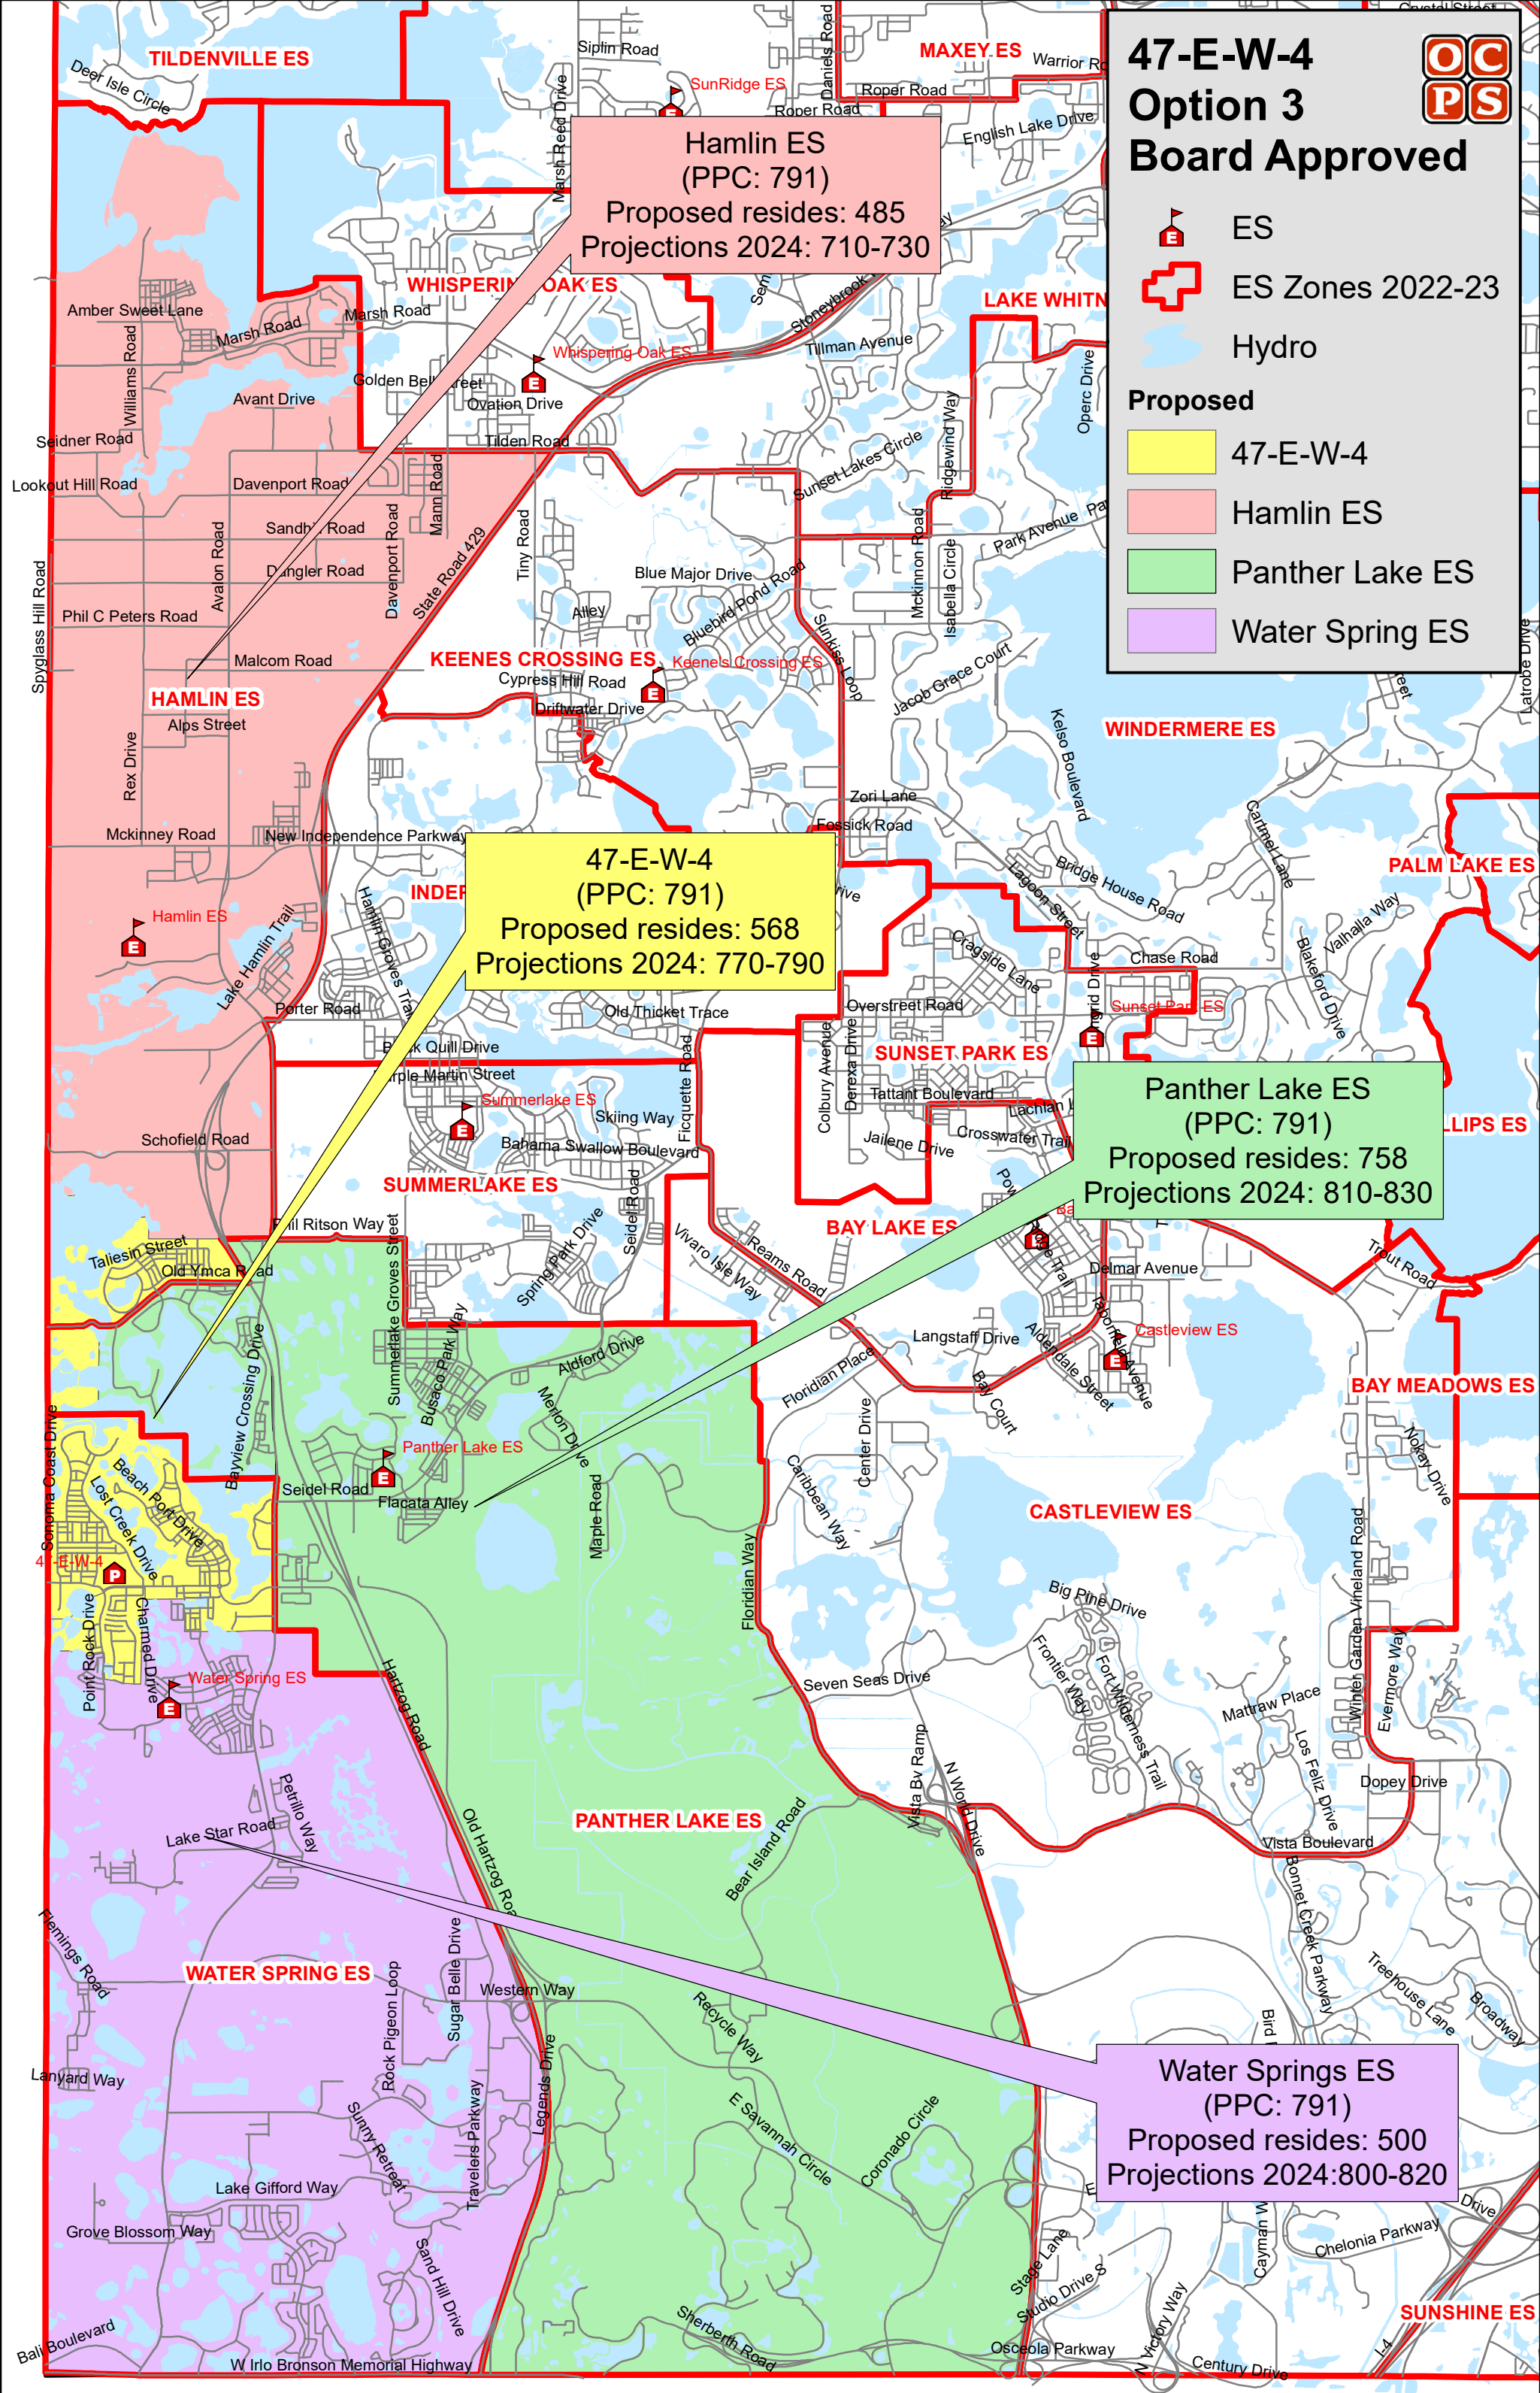 47-E-W-4
Option 3
Board Approved
OC
PS
ES
ES Zones 2022-23
Hydro
Proposed
47-E-W-4
Hamlin ES
Panther Lake ES
Water Spring ES
TILDENVILLE ES
Deer Isle Circle
Siplin Road
SunRidge ES
Daniels Road
MAXEY ES
Roper Road
Roper Road
English Lake Drive
Marsh Reed Drive
Hamlin ES
(PPC: 791)
Proposed resides: 485
Projections 2024: 710-730
Amber Sweet Lane
Marsh Road
Marsh Road
Williams Road
Whispering Oak ES
Tillman Avenue
Ovation Drive
Avant Drive
Seidner Road
Tilden Road
Sunset Lakes Circle
Ridgewind Way
Operc Drive
Lookout Hill Road
Davenport Road
Mann Road
Avalon Road
Davenport Road
State Road 429
Tiny Road
Mckinnon Road
Isabella Circle
Park Avenue
Blue Major Drive
Bluebird Pond Road
Alley
Sunkiss Loop
Spyglass Hill Road
Phil C Peters Road
Malcom Road
KEENES CROSSING ES
Keene's Crossing ES
Cypress Hill Road
Driftwater Drive
Jacob Grace Court
Latrobe Drive
HAMLIN ES
Alps Street
Rex Drive
Kelso Boulevard
WINDERMERE ES
Zori Lane
Fossick Road
Mckinney Road
New Independence Parkway
Cartmel Lane
Lagoon Street
Bridge House Road
PALM LAKE ES
Valhalla Way
Hamlin ES
47-E-W-4
(PPC: 791)
Proposed resides: 568
Projections 2024: 770-790
Hamlin Groves Trail
Lake Hamlin Trail
Cragside Lane
Chase Road
Blakeford Drive
Porter Road
Old Thicket Trace
Overstreet Road
Sunset Park ES
SUNSET PARK ES
Colbury Avenue
Derexa Drive
Ficquette Road
Summerlake ES
Skiing Way
Tattant Boulevard
Crosswater Trail
Jailene Drive
Schofield Road
Bahama Swallow Boulevard
SUMMERLAKE ES
Panther Lake ES
(PPC: 791)
Proposed resides: 758
Projections 2024: 810-830
Seidel Road
BAY LAKE ES
Taliesin Street
Old Ymca Road
Summerlake Groves Street
Spring Park Drive
Vivaro Isle Way
Reams Road
Delmar Avenue
Trout Road
Taborfield Avenue
Castleview ES
Langstaff Drive
Aldendale Street
Bayview Crossing Drive
Busaco Park Way
Aldford Drive
Merlon Drive
Floridian Place
Bay Court
BAY MEADOWS ES
Center Drive
Nokay Drive
Sonoma Coast Drive
Beach Port Drive
Lost Creek Drive
Panther Lake ES
Seidel Road
Flacata Alley
Maple Road
Caribbean Way
CASTLEVIEW ES
47-E-W-4
Floridian Way
Big Pine Drive
Winter Garden Vineland Road
Point Rock Drive
Charmed Drive
Water Spring ES
Hartzog Road
Seven Seas Drive
Frontier Way
Fort Wilderness Trail
Mattraw Place
Evermore Way
Los Feliz Drive
Dopey Drive
Petrillo Way
Lake Star Road
Old Hartzog Road
PANTHER LAKE ES
Bear Island Road
Vista Bv Ramp
N World Drive
Vista Boulevard
Bonnet Creek Parkway
Flemings Road
WATER SPRING ES
Rock Pigeon Loop
Sugar Belle Drive
Western Way
Recycle Way
Treehouse Lane
Broadway
Lanyard Way
Legends Drive
Water Springs ES
(PPC: 791)
Proposed resides: 500
Projections 2024:800-820
Sunny Retreat
Travelers Parkway
E Savannah Circle
Coronado Circle
Lake Gifford Way
Grove Blossom Way
Sand Hill Drive
Chelonia Parkway
Stage Lane
Studio Drive S
SUNSHINE ES
Bali Boulevard
W Irlo Bronson Memorial Highway
Sherberth Road
Osceola Parkway
N Victory Way
Century Drive
I-4